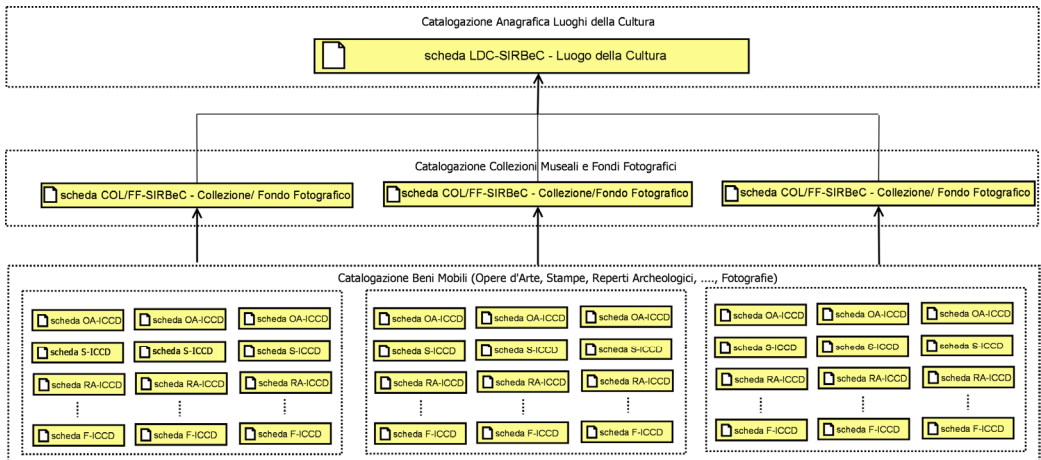 Catalogazione Anagrafica Luoghi della Cultura
scheda LDC-SIRBeC - Luogo della Cultura
Catalogazione Collezioni Museali e Fondi Fotografici
scheda COL/FF-SIRBeC - Collezione/ Fondo Fotografico
scheda COL/FF-SIRBeC - Collezione/Fondo Fotografico
scheda COL/FF-SIRBeC - Collezione/ Fondo Fotografico
Catalogazione Beni Mobili (Opere d'Arte, Stampe, Reperti Archeologici, ...., Fotografie)
scheda OA-ICCD scheda OA-ICCD scheda OA-ICCD
scheda S-ICCD scheda S-ICCD scheda S-ICCD
scheda RA-ICCD scheda RA-ICCD scheda RA-ICCD
scheda F-ICCD scheda F-ICCD scheda F-ICCD
scheda OA-ICCD scheda OA-ICCD scheda OA-ICCD
scheda S-ICCD scheda S-ICCD scheda S-ICCD
scheda RA-ICCD scheda RA-ICCD scheda RA-ICCD
scheda F-ICCD scheda F-ICCD scheda F-ICCD
scheda OA-ICCD scheda OA-ICCD scheda OA-ICCD
scheda S-ICCD scheda S-ICCD scheda S-ICCD
scheda RA-ICCD scheda RA-ICCD scheda RA-ICCD
scheda F-ICCD scheda F-ICCD scheda F-ICCD